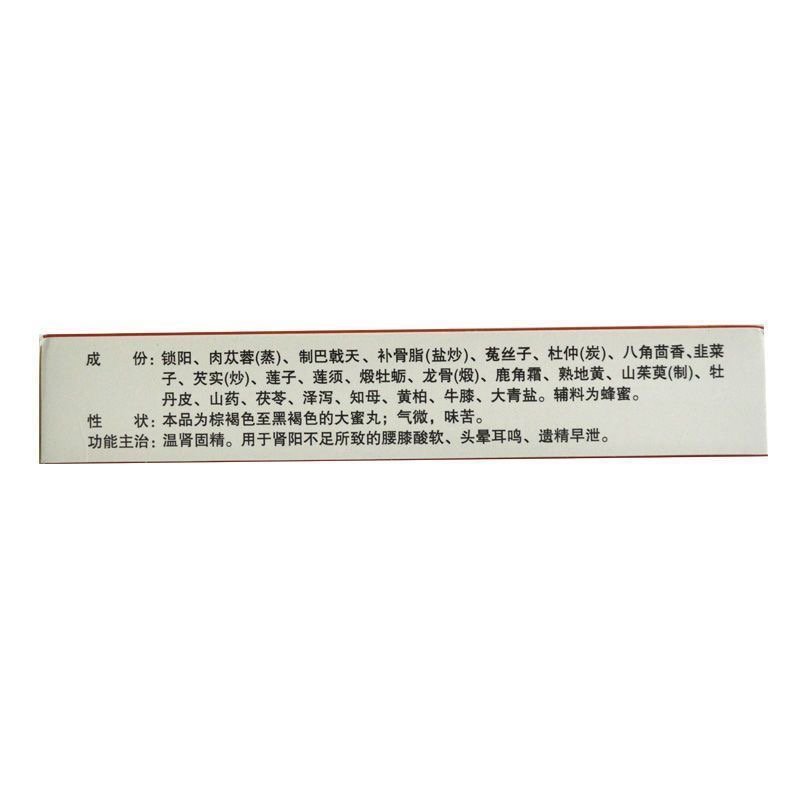 成　　份：锁阳、肉苁蓉(蒸)、制巴戟天、补骨脂(盐炒)、菟丝子、杜仲(炭)、八角茴香、韭菜
子、芡实(炒)、莲子、莲须、煅牡蛎、龙骨(煅)、鹿角霜、熟地黄、山茱萸(制)、牡
丹皮、山药、茯苓、泽泻、知母、黄柏、牛膝、大青盐。辅料为蜂蜜。
性　　状：本品为棕褐色至黑褐色的大蜜丸；气微，味苦。
功能主治：温肾固精。用于肾阳不足所致的腰膝酸软、头晕耳鸣、遗精早泄。